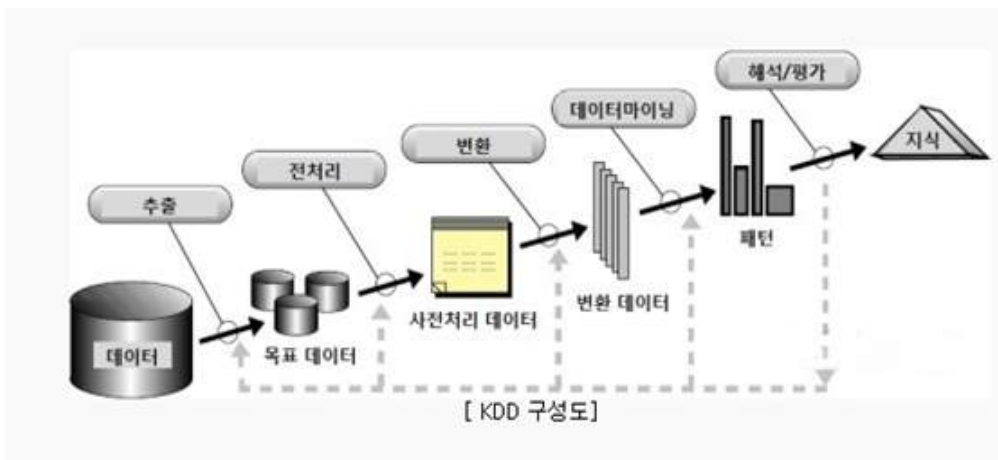 해석/평가
데이터마이닝
변환
전처리
추출
지식
패턴
변환 데이터
사전처리 데이터
목표 데이터
데이터
[ KDD 구성도]